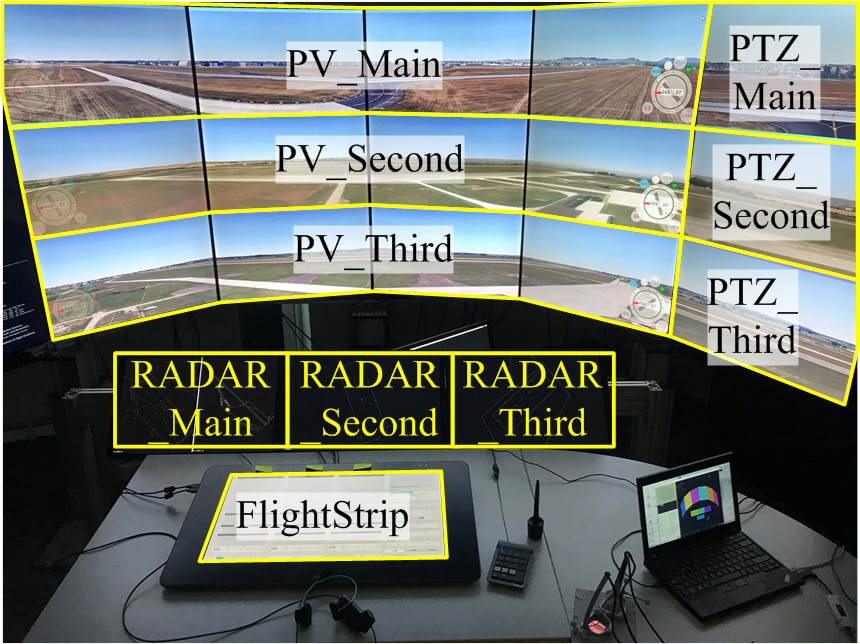 PV_Main
PTZ_
Main
PV_Second
PTZ_
Second
PV_Third
PTZ_
Third
RADAR
_Main
RADAR
_Second
RADAR
_Third
FlightStrip